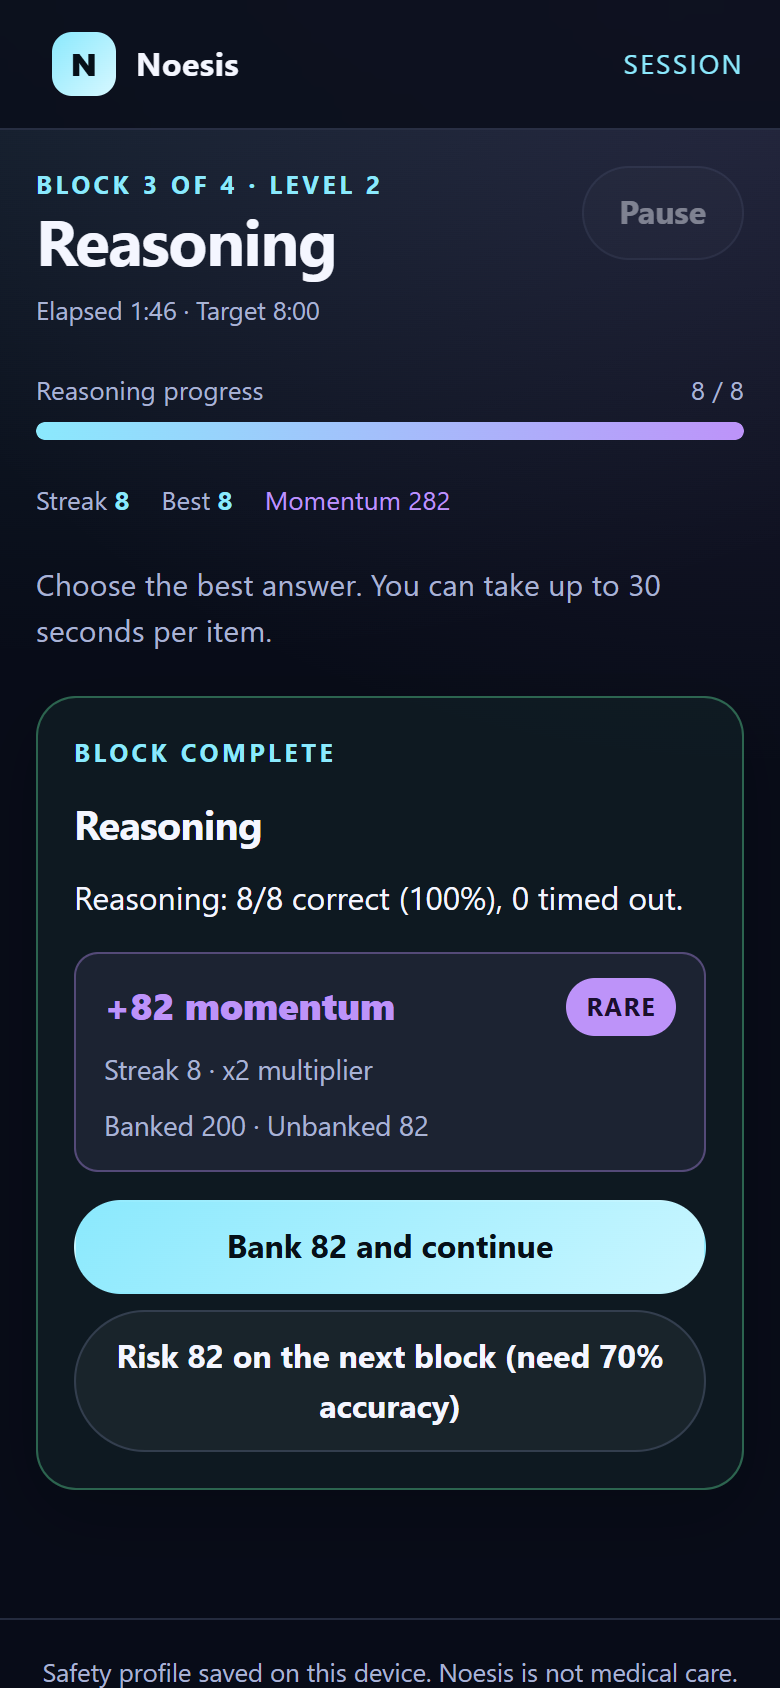 N
Noesis
SESSION
BLOCK 3 OF 4 · LEVEL 2
Reasoning
Pause
Elapsed 1:46 · Target 8:00
Reasoning progress
8 / 8
Streak 8 Best 8 Momentum 282
Choose the best answer. You can take up to 30
seconds per item.
BLOCK COMPLETE
Reasoning
Reasoning: 8/8 correct (100%), 0 timed out.
+82 momentum
RARE
Streak 8 · x2 multiplier
Banked 200 · Unbanked 82
Bank 82 and continue
Risk 82 on the next block (need 70%
accuracy)
Safety profile saved on this device. Noesis is not medical care.